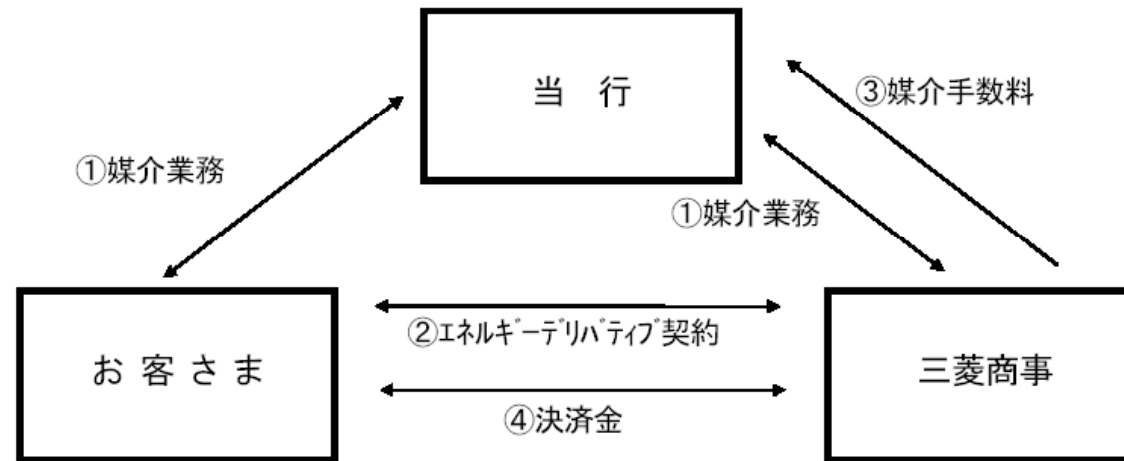 当 行
③媒介手数料
①媒介業務
①媒介業務
②エネルギーデリバティブ契約
お 客 さ ま
三菱商事
④決済金